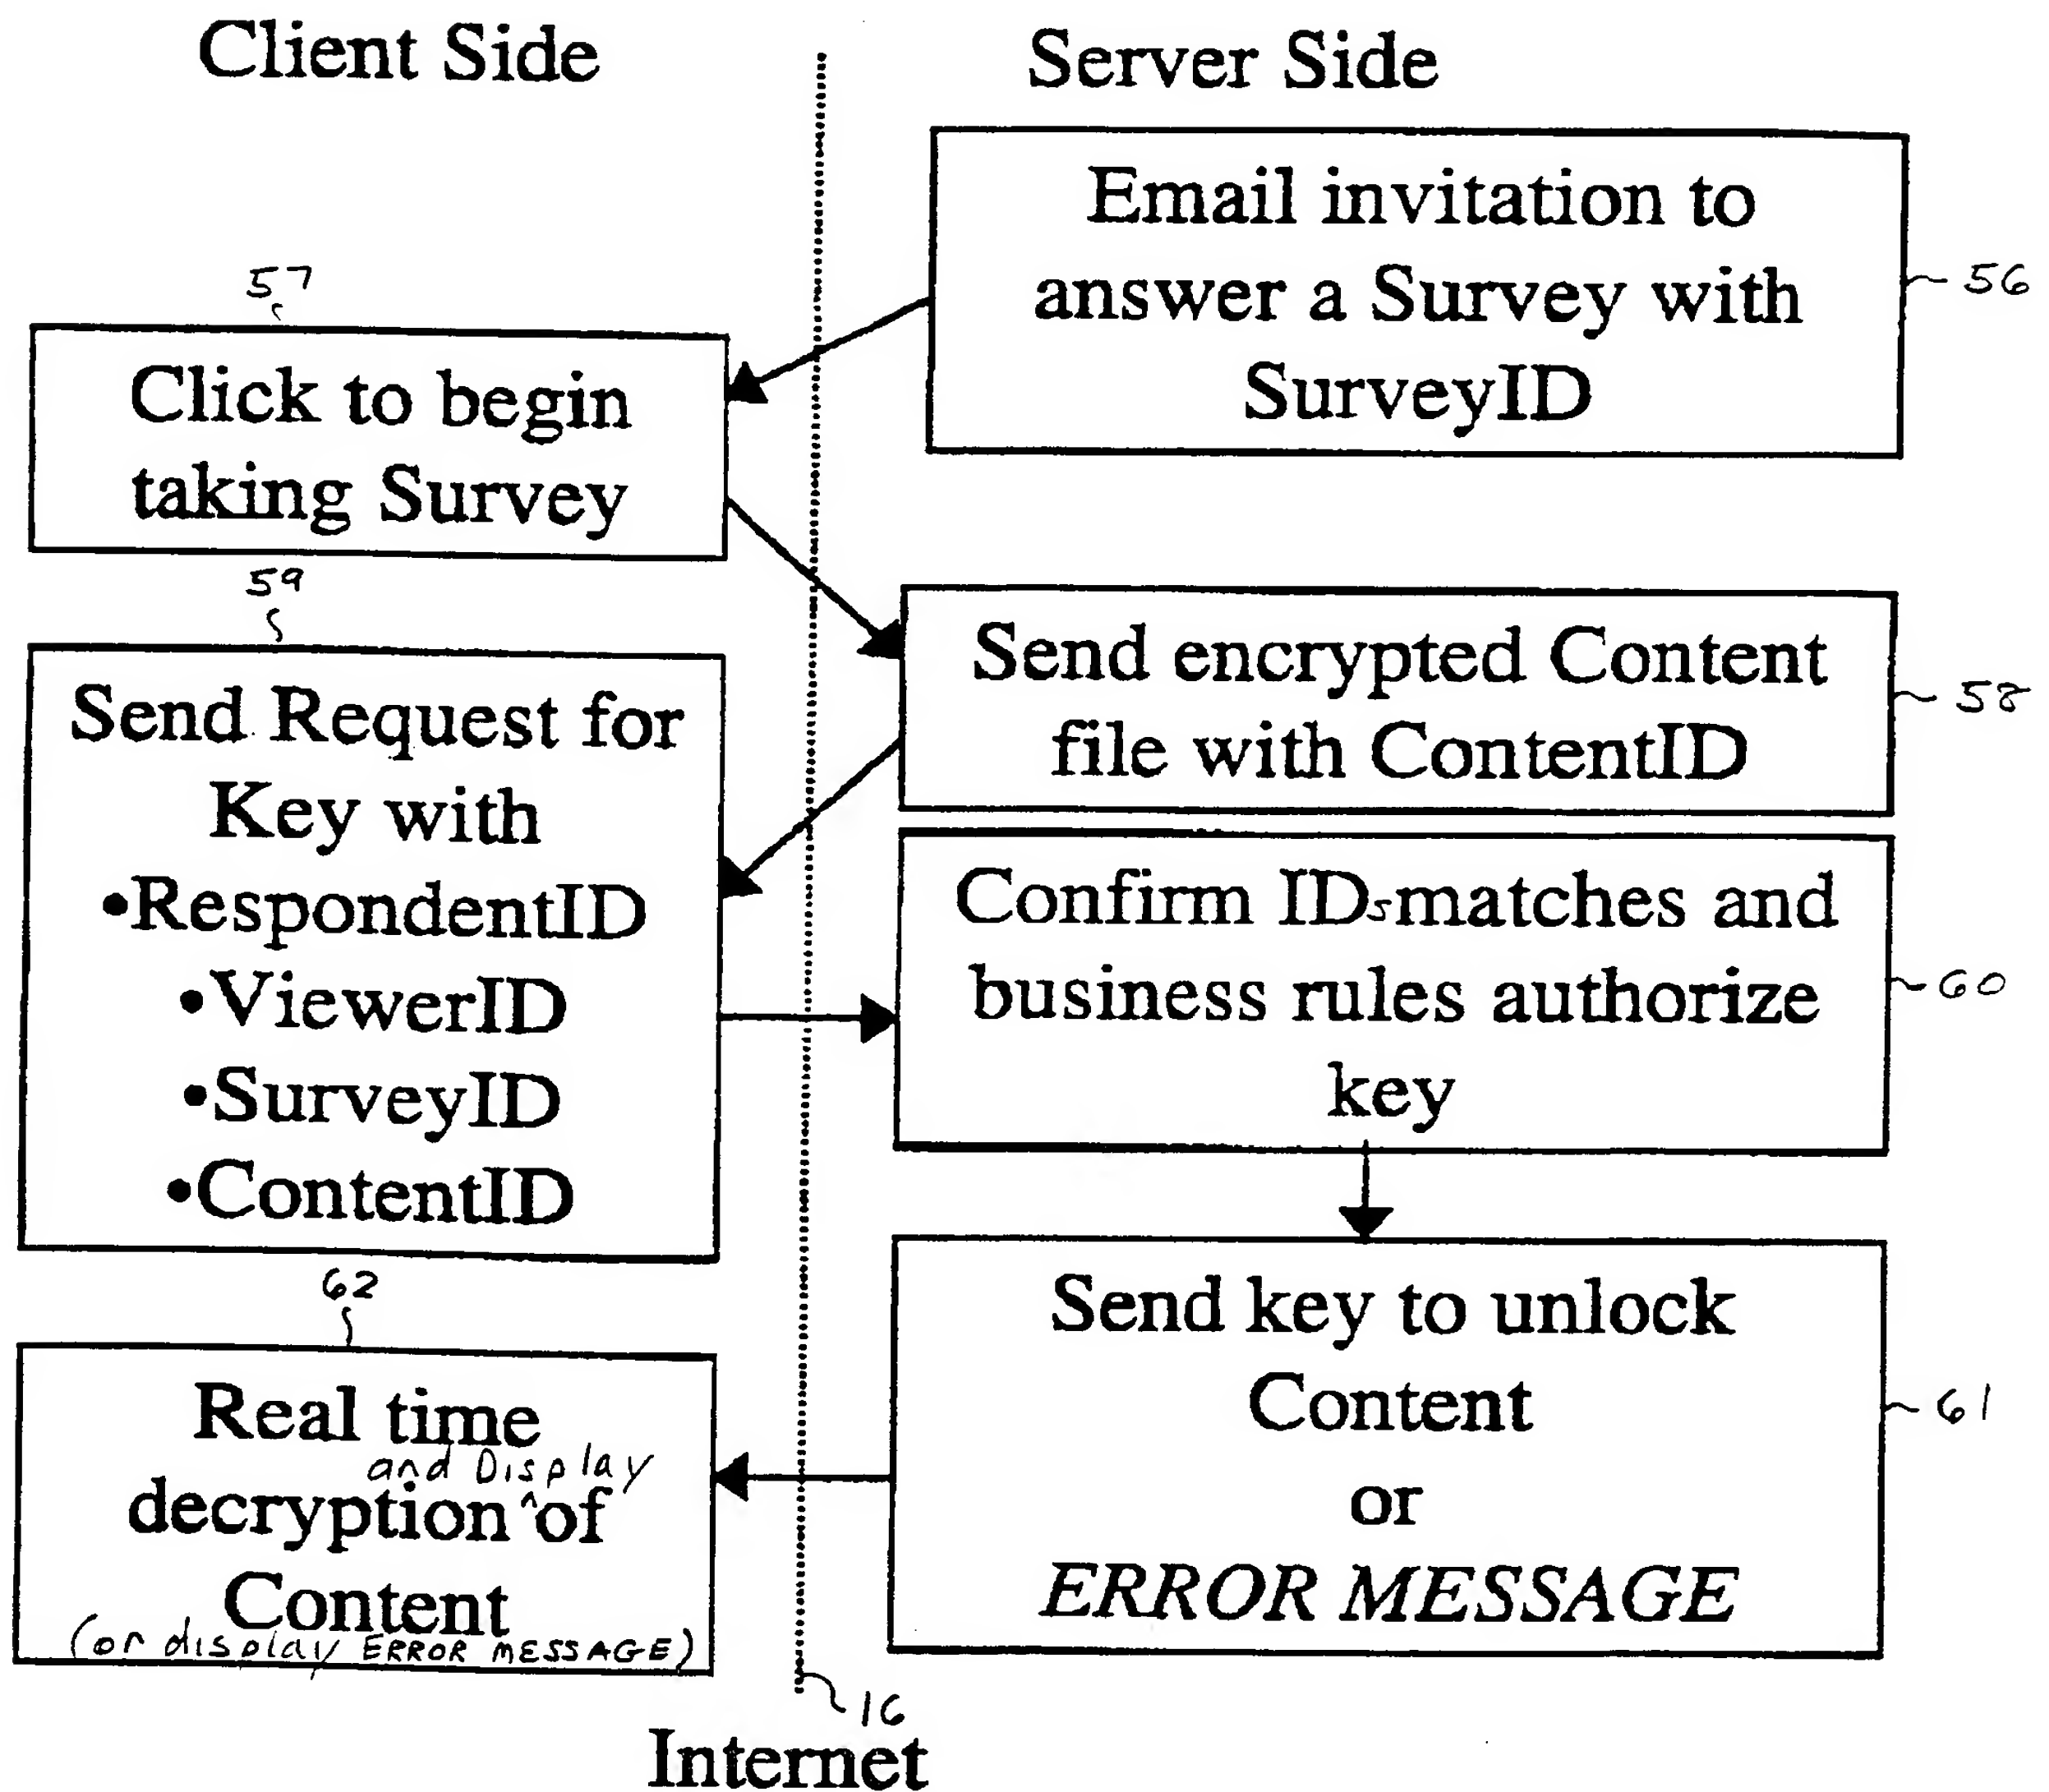 Client Side
Server Side
Email invitation to
answer a Survey with
SurveyID
56
57
Click to begin
taking Survey
Send encrypted Content
file with ContentID
58
59
Send Request for
Key with
•RespondentID
•ViewerID
•SurveyID
•ContentID
Confirm IDs matches and
business rules authorize
key
60
Send key to unlock
Content
or
ERROR MESSAGE
61
62
Real time
and Display
decryption ^ of
Content
(or display ERROR MESSAGE)
16
Internet